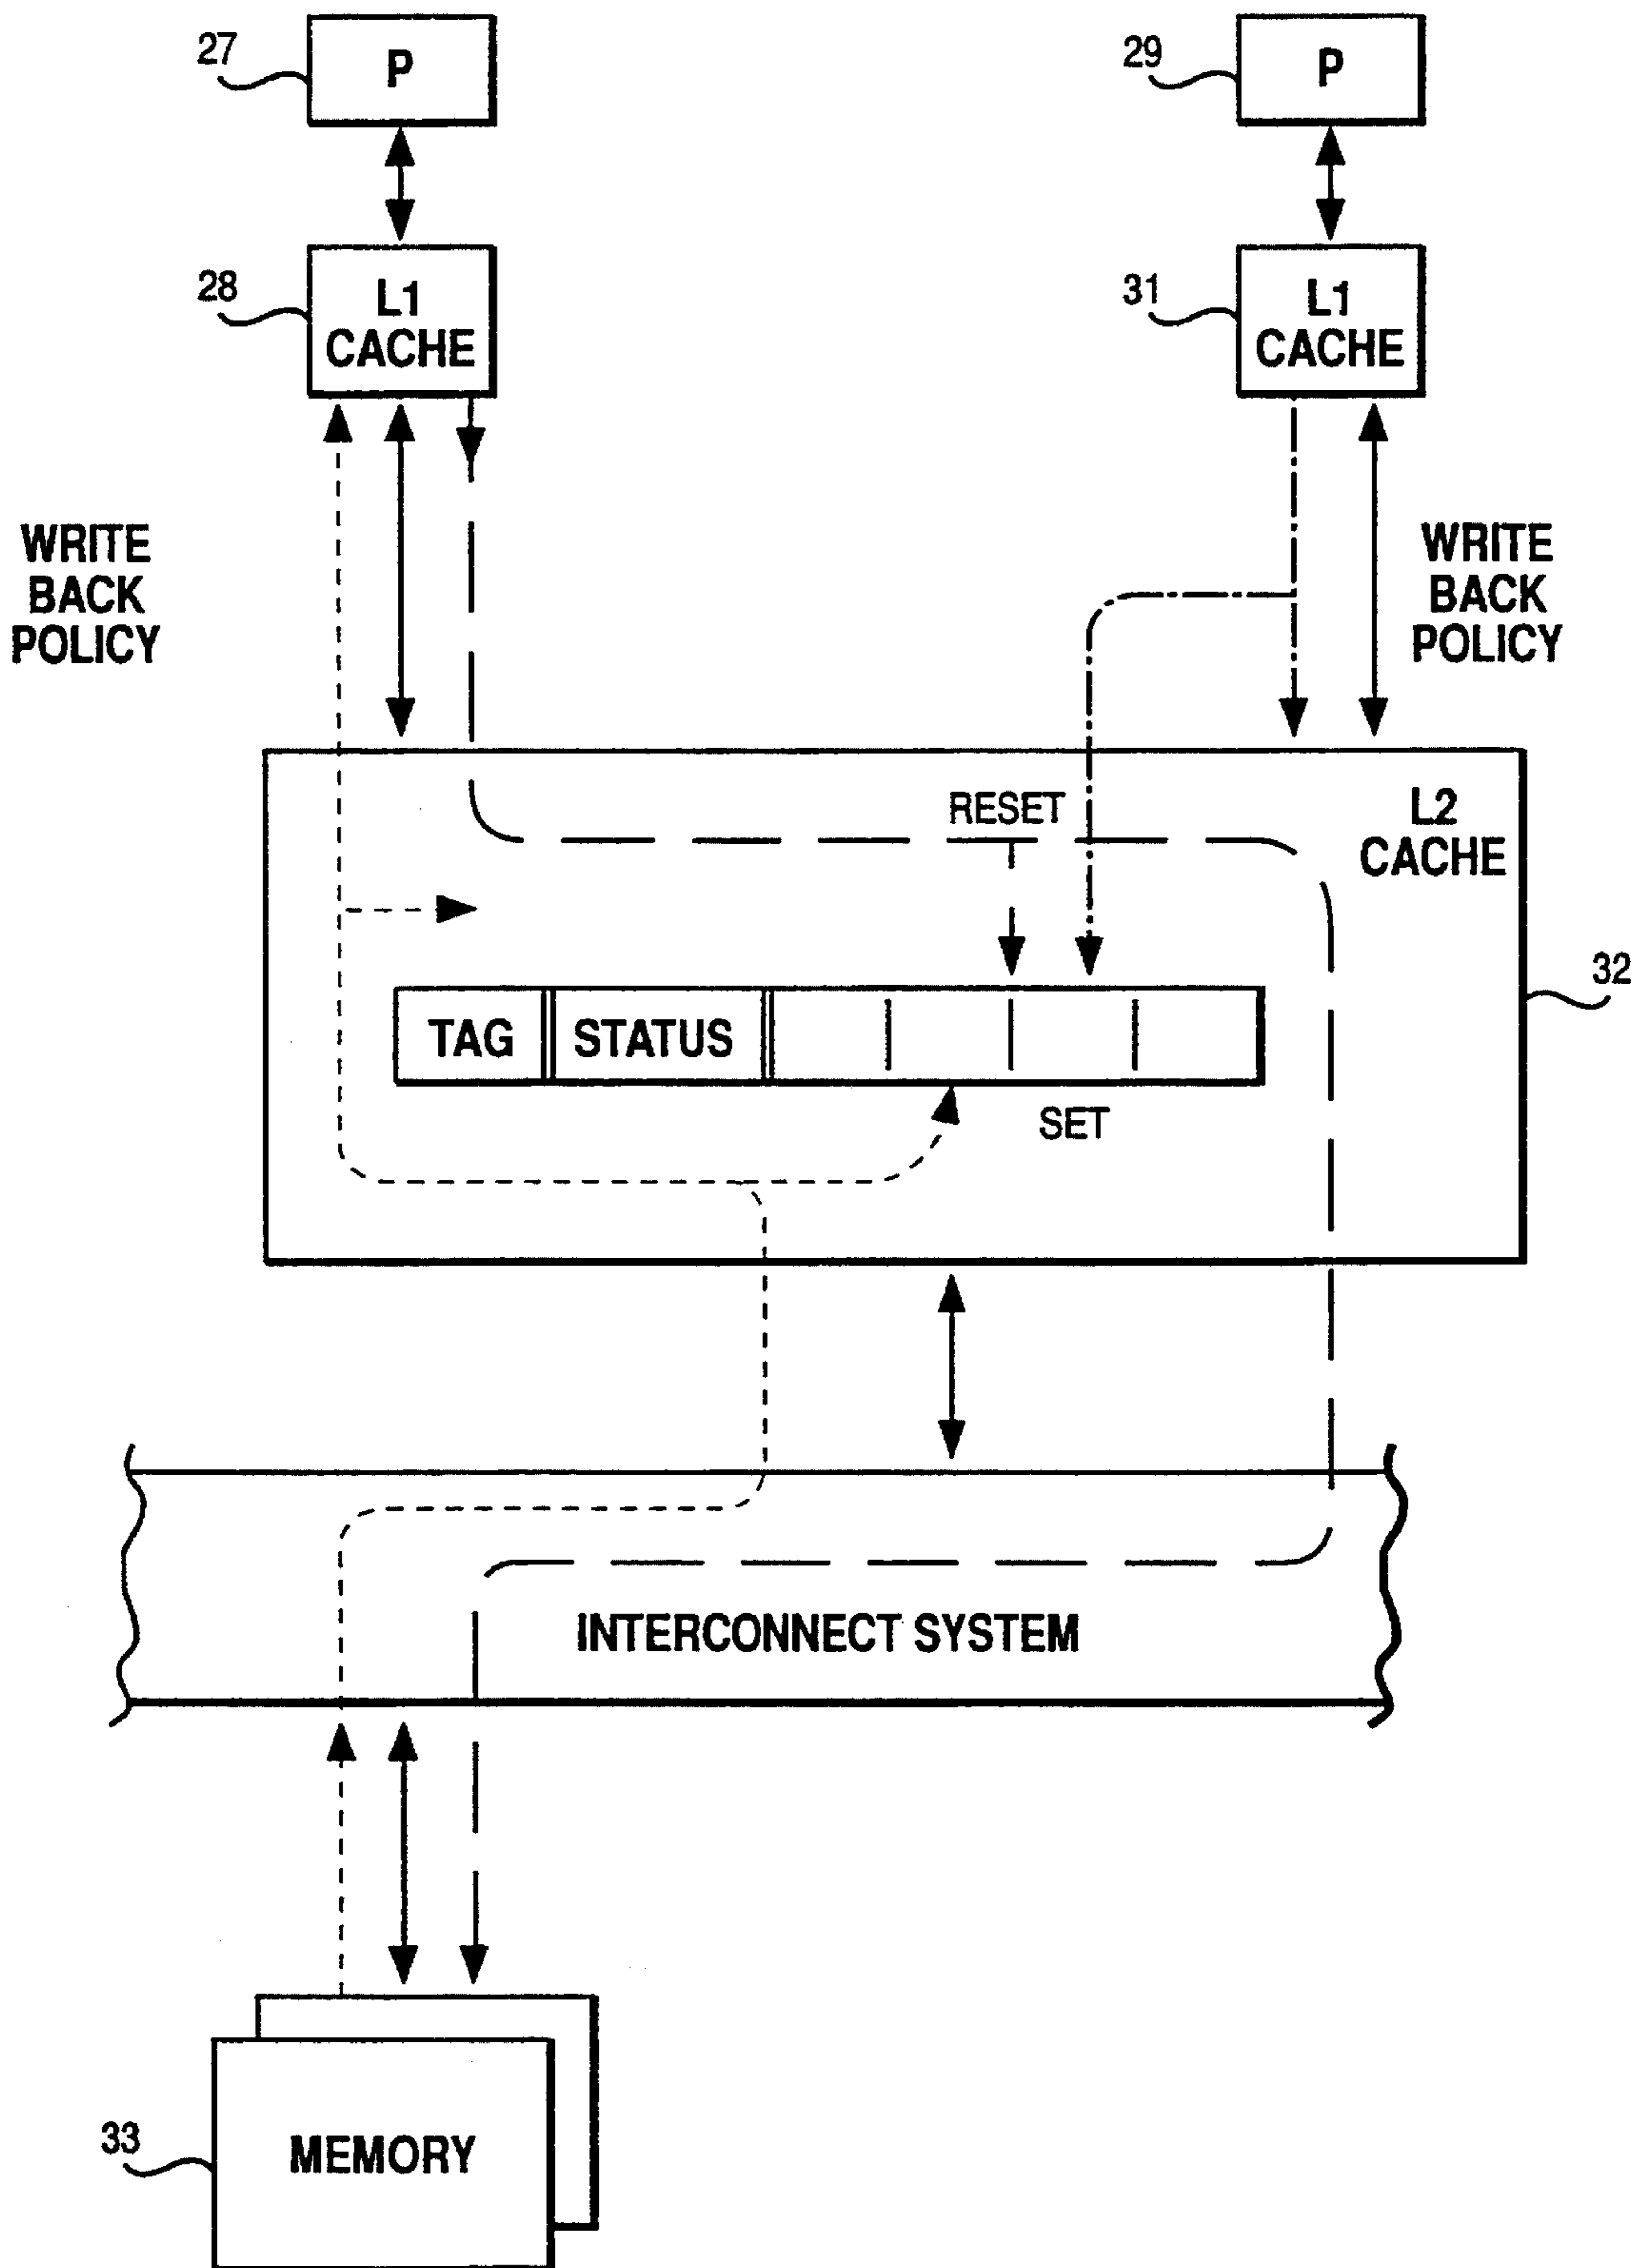 27
P
29
P
28
L1
CACHE
31
L1
CACHE
WRITE
BACK
POLICY
WRITE
BACK
POLICY
RESET
L2
CACHE
32
TAG
STATUS
SET
INTERCONNECT SYSTEM
33
MEMORY